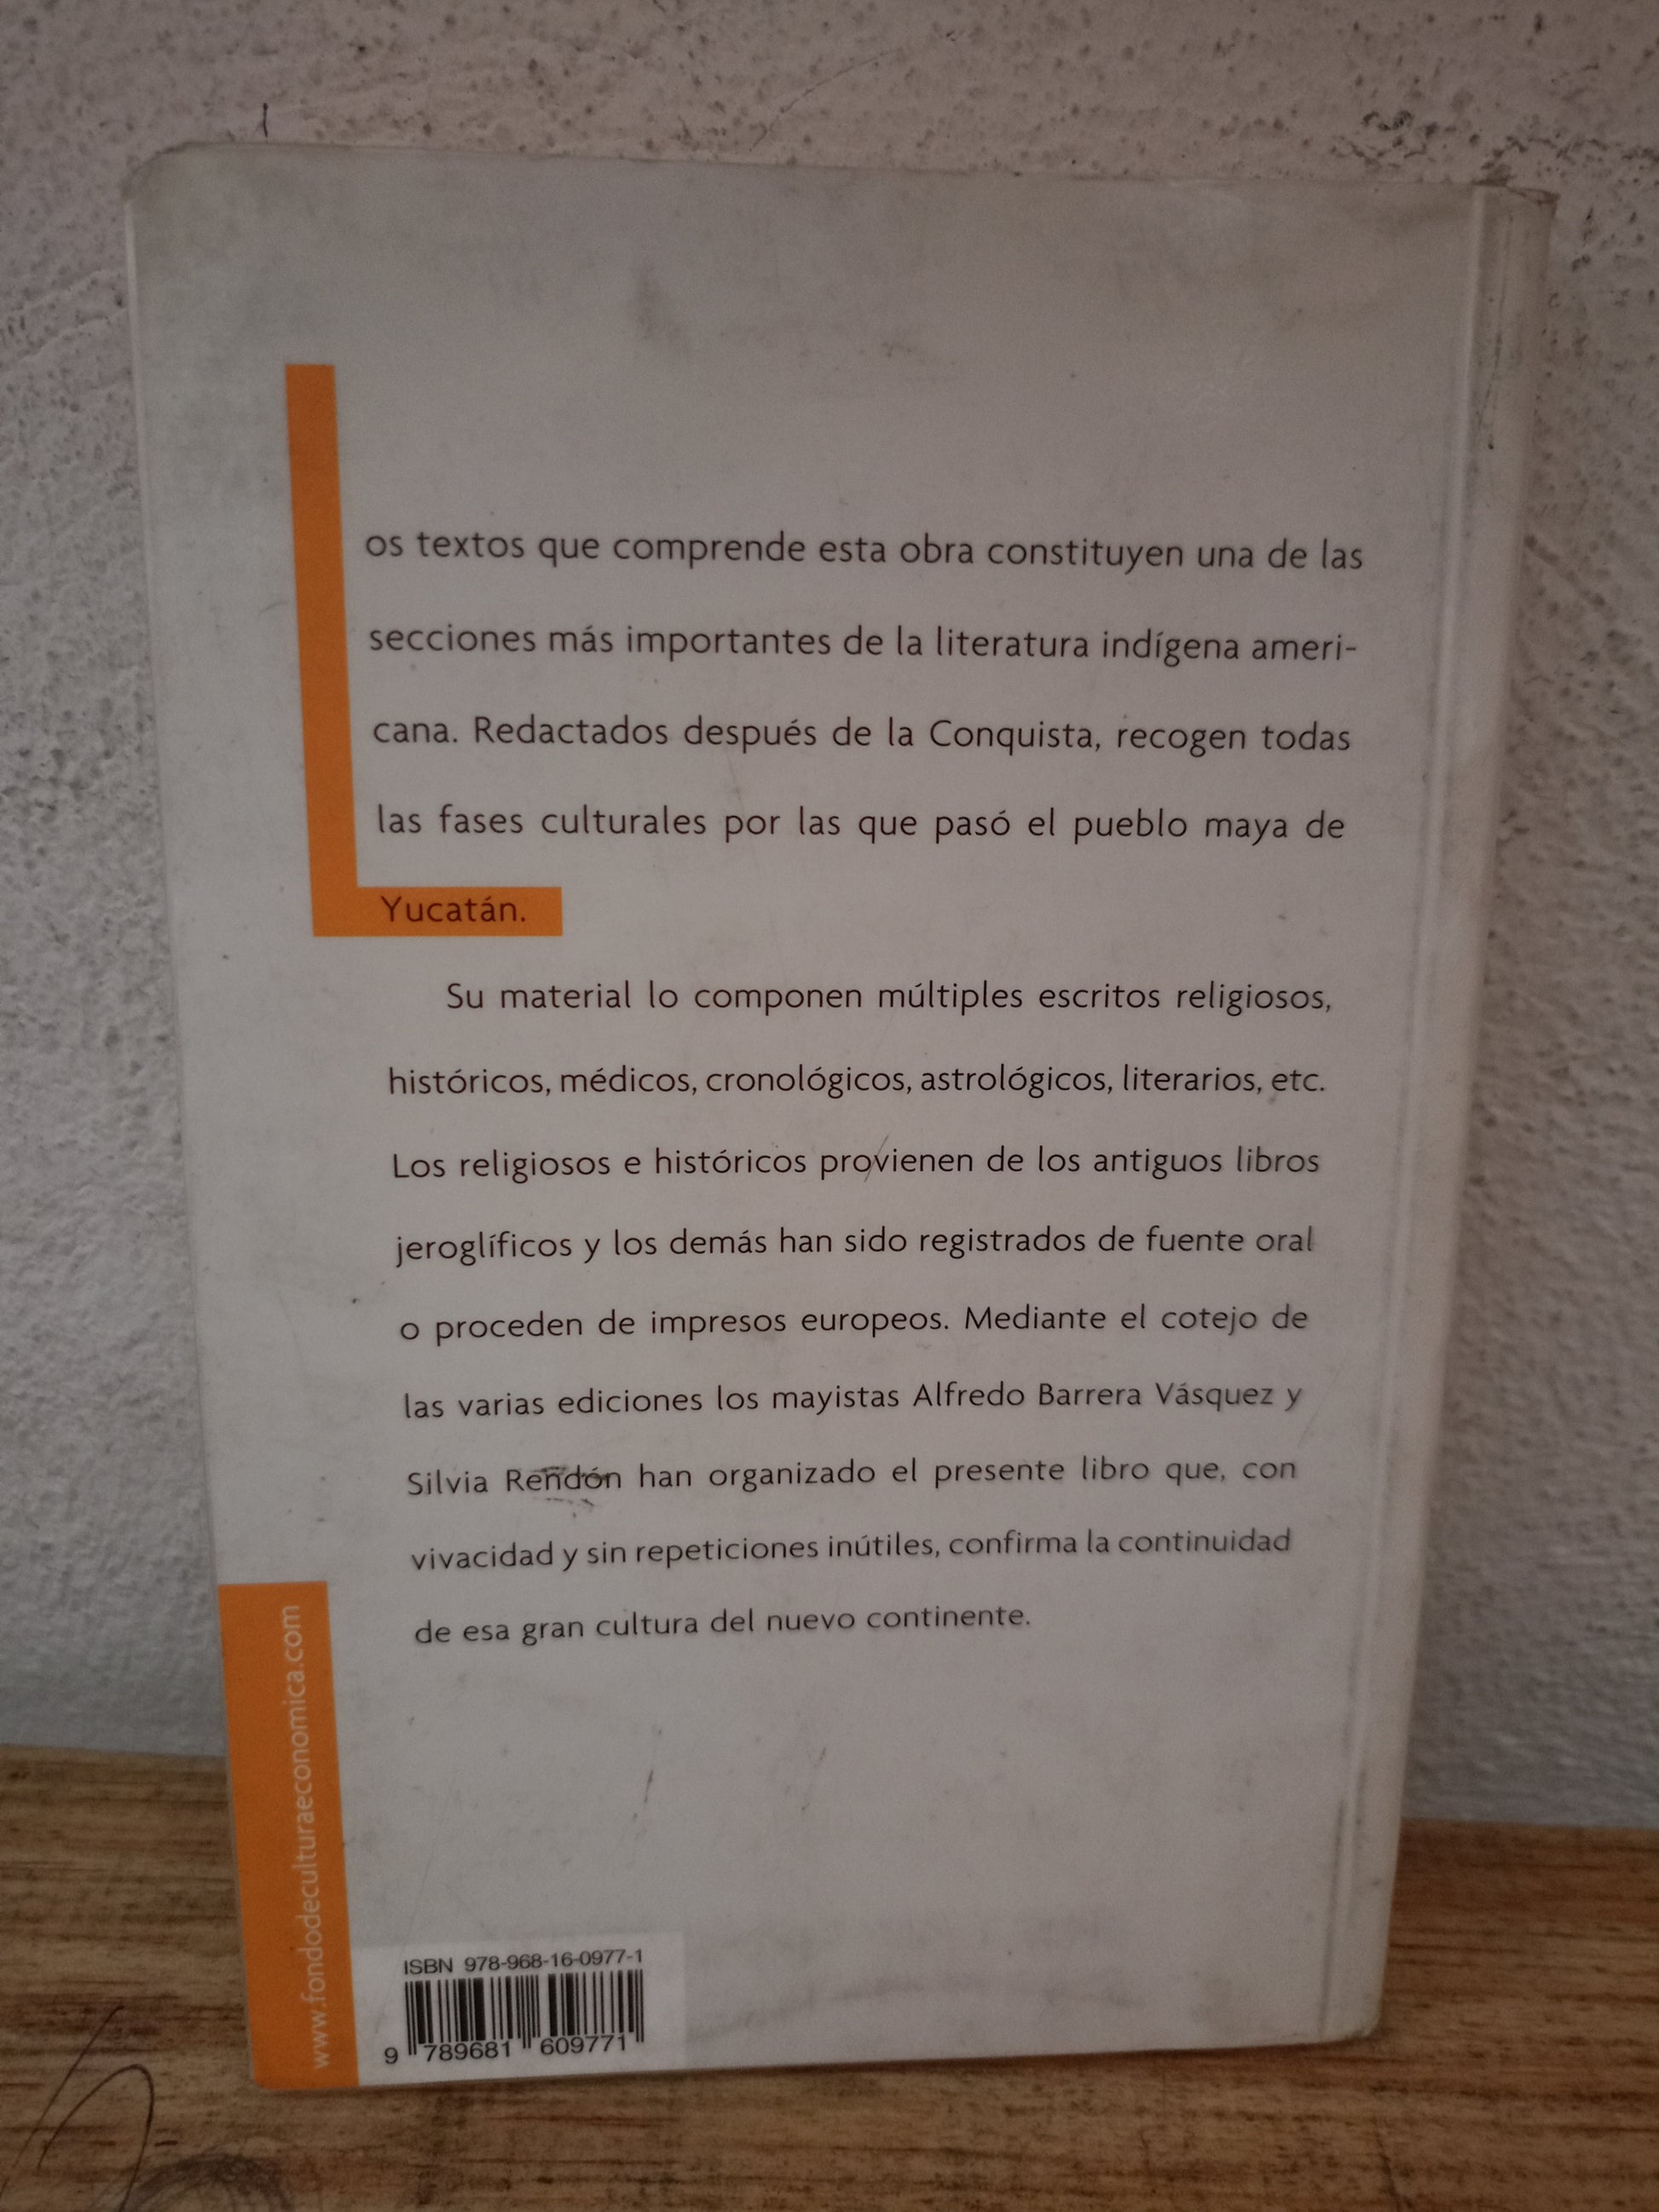 Los textos que comprende esta obra constituyen una de las
secciones más importantes de la literatura indígena ameri-
cana. Redactados después de la Conquista, recogen todas
las fases culturales por las que pasó el pueblo maya de
Yucatán.
Su material lo componen múltiples escritos religiosos,
históricos, médicos, cronológicos, astrológicos, literarios, etc.
Los religiosos e históricos provienen de los antiguos libros
jeroglíficos y los demás han sido registrados de fuente oral
o proceden de impresos europeos. Mediante el cotejo de
las varias ediciones los mayistas Alfredo Barrera Vásquez y
Silvia Rendón han organizado el presente libro que, con
vivacidad y sin repeticiones inútiles, confirma la continuidad
de esa gran cultura del nuevo continente.
www.fondodeculturaeconomica.com
ISBN 978-968-16-0977-1
9 789681 609771